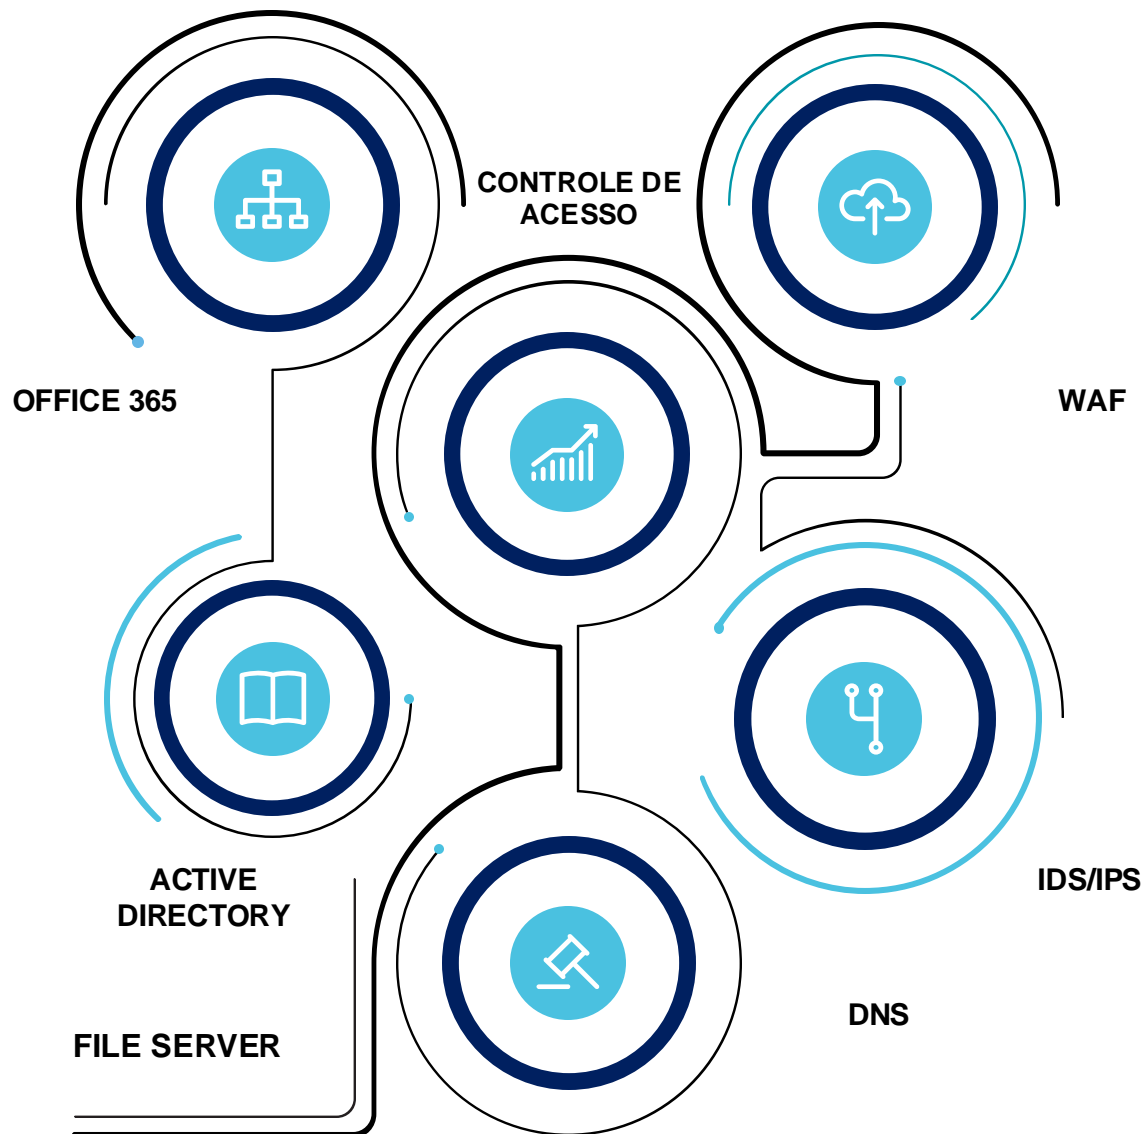 CONTROLE DE
ACESSO
OFFICE 365
WAF
ACTIVE
DIRECTORY
IDS/IPS
DNS
FILE SERVER